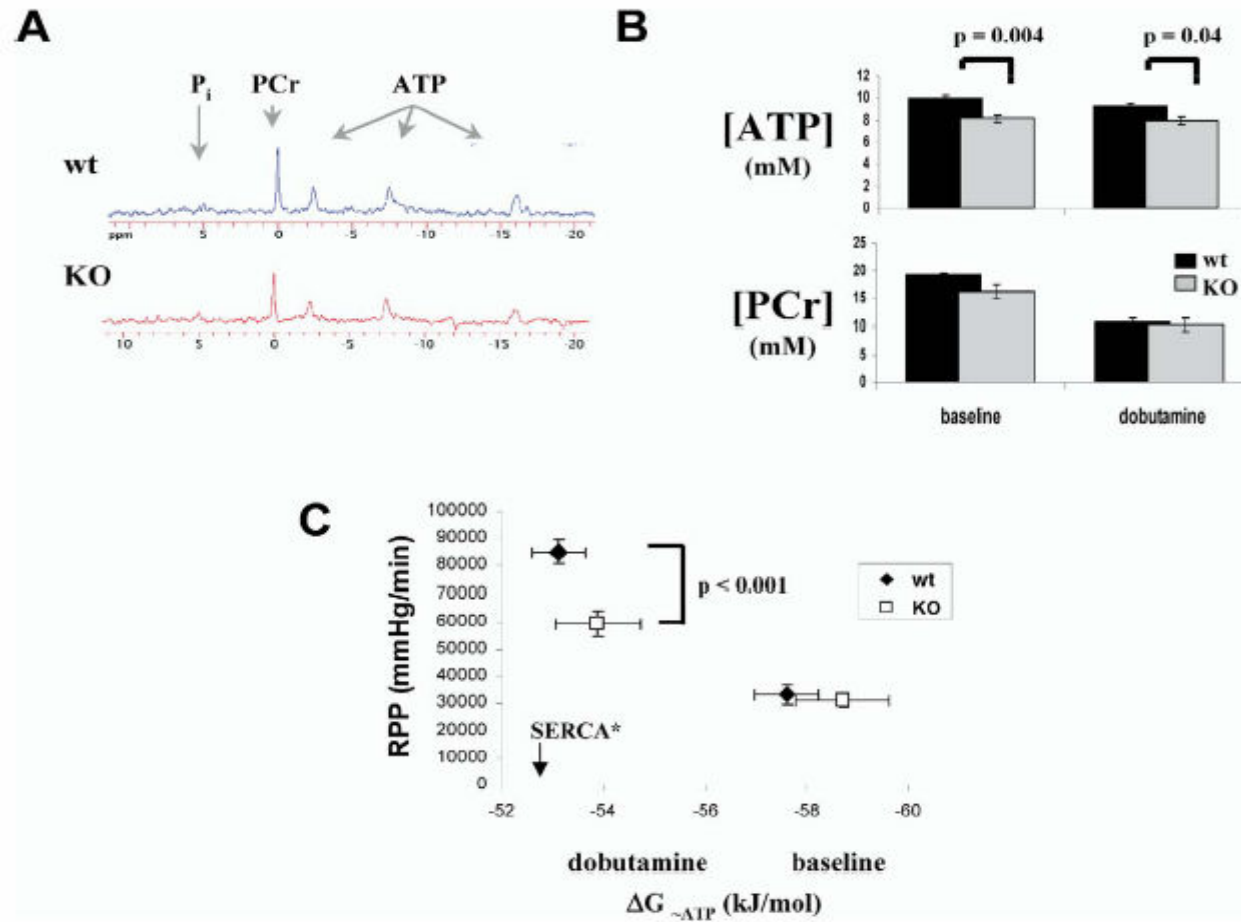 A
P_i PCr ATP
wt
ppm 5 0 -5 -10 -15 -20
KO
10 5 0 -5 -10 -15 -20
B
p = 0.004 p = 0.04
[ATP]
(mM)
12
10
8
6
4
2
0
[PCr]
(mM)
25
20
15
10
5
0
wt
KO
baseline dobutamine
C
RPP (mmHg/min)
100000
90000
80000
70000
60000
50000
40000
30000
20000
10000
0
p < 0.001
wt
KO
SERCA*
-52 -54 -56 -58 -60
dobutamine baseline
ΔG ~ATP (kJ/mol)